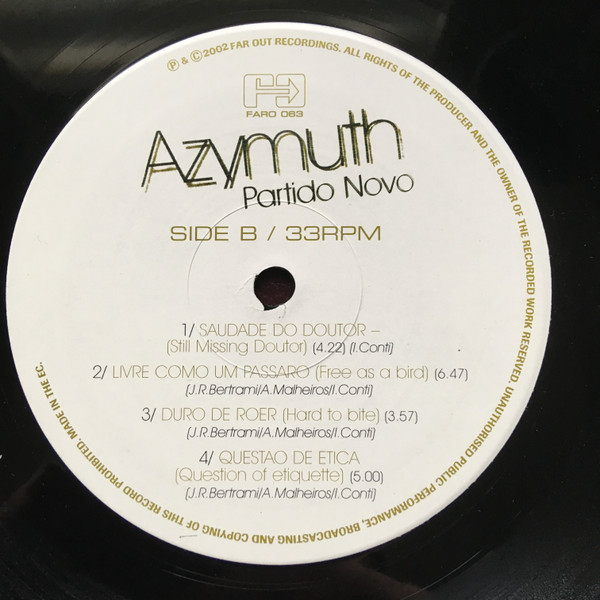 ℗ & © 2002 FAR OUT RECORDINGS. ALL RIGHTS OF THE PRODUCER AND THE OWNER OF THE RECORDED WORK RESERVED. UNAUTHORISED PUBLIC PERFORMANCE, BROADCASTING AND COPYING OF THIS RECORD PROHIBITED. MADE IN THE EC.
FARO 063
Azymuth
Partido Novo
SIDE B / 33RPM
1/ SAUDADE DO DOUTOR –
(Still Missing Doutor) (4.22) (I.Conti)
2/ LIVRE COMO UM PASSARO (Free as a bird) (6.47)
(J.R.Bertrami/A.Malheiros/I.Conti)
3/ DURO DE ROER (Hard to bite) (3.57)
(J.R.Bertrami/A.Malheiros/I.Conti)
4/ QUESTAO DE ETICA
(Question of etiquette) (5.00)
(J.R.Bertrami/A.Malheiros/I.Conti)